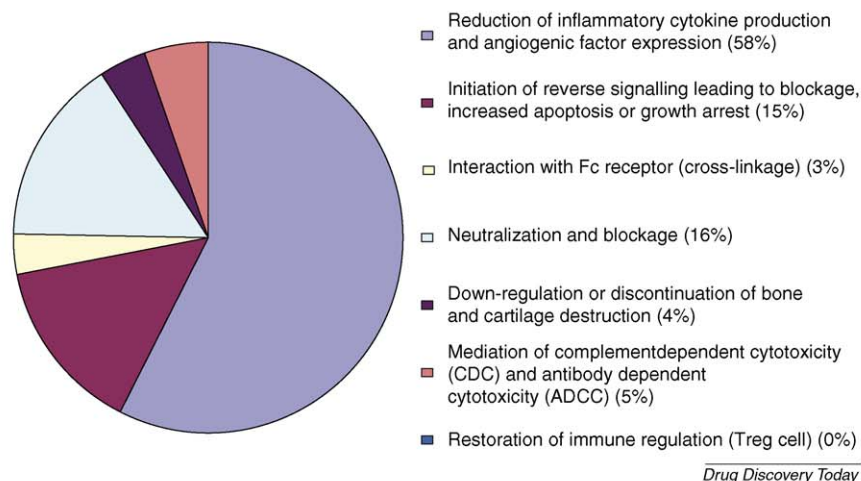 Reduction of inflammatory cytokine production
and angiogenic factor expression (58%)
Initiation of reverse signalling leading to blockage,
increased apoptosis or growth arrest (15%)
Interaction with Fc receptor (cross-linkage) (3%)
Neutralization and blockage (16%)
Down-regulation or discontinuation of bone
and cartilage destruction (4%)
Mediation of complementdependent cytotoxicity
(CDC) and antibody dependent
cytotoxicity (ADCC) (5%)
Restoration of immune regulation (Treg cell) (0%)
Drug Discovery Today